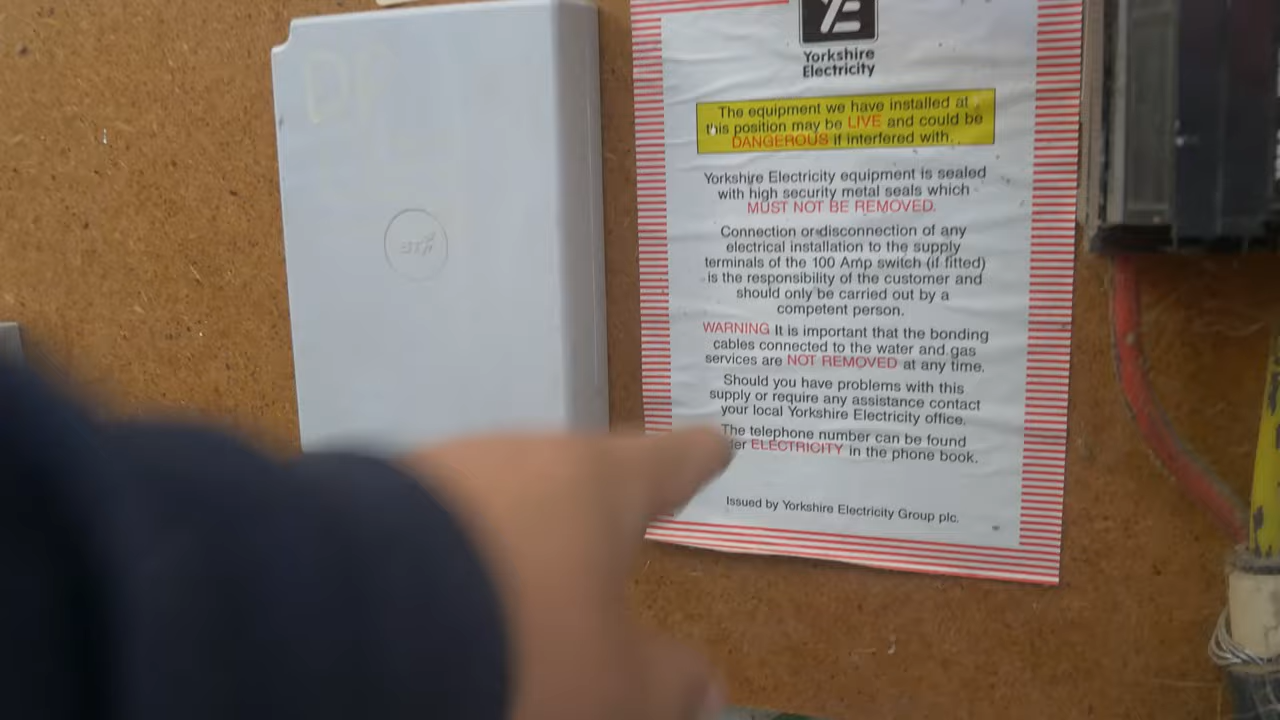 YE
Yorkshire
Electricity
The equipment we have installed at
this position may be LIVE and could be
DANGEROUS if interfered with.
Yorkshire Electricity equipment is sealed
with high security metal seals which
MUST NOT BE REMOVED.
Connection or disconnection of any
electrical installation to the supply
terminals of the 100 Amp switch (if fitted)
is the responsibility of the customer and
should only be carried out by a
competent person.
WARNING It is important that the bonding
cables connected to the water and gas
services are NOT REMOVED at any time.
Should you have problems with this
supply or require any assistance contact
your local Yorkshire Electricity office.
The telephone number can be found
ELECTRICITY in the phone book.
Issued by Yorkshire Electricity Group plc.